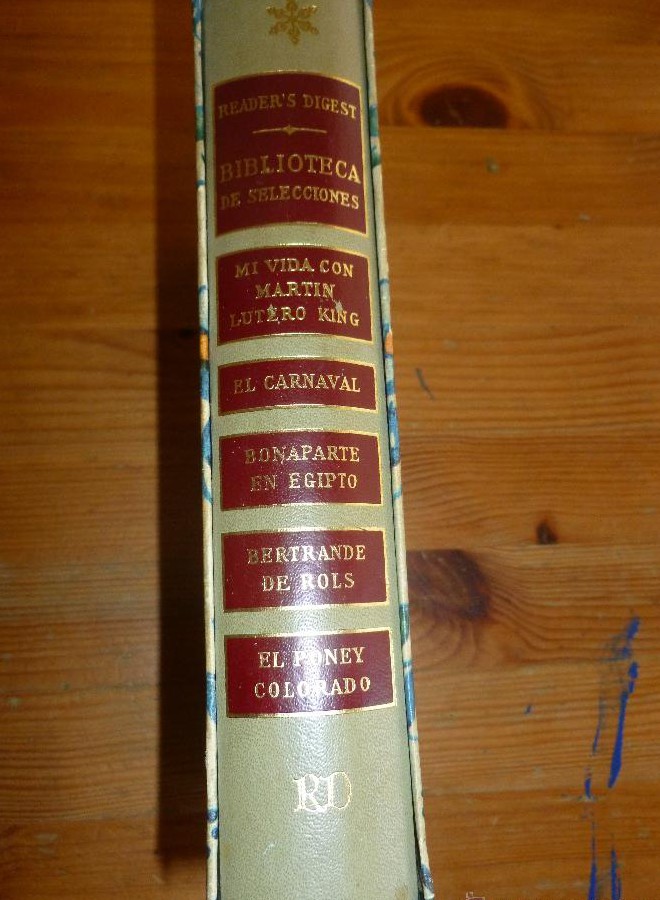 READER'S DIGEST
BIBLIOTECA
DE SELECCIONES
MI VIDA CON
MARTIN
LUTERO KING
EL CARNAVAL
BONAPARTE
EN EGIPTO
BERTRANDE
DE ROLS
EL PONEY
COLORADO
RD